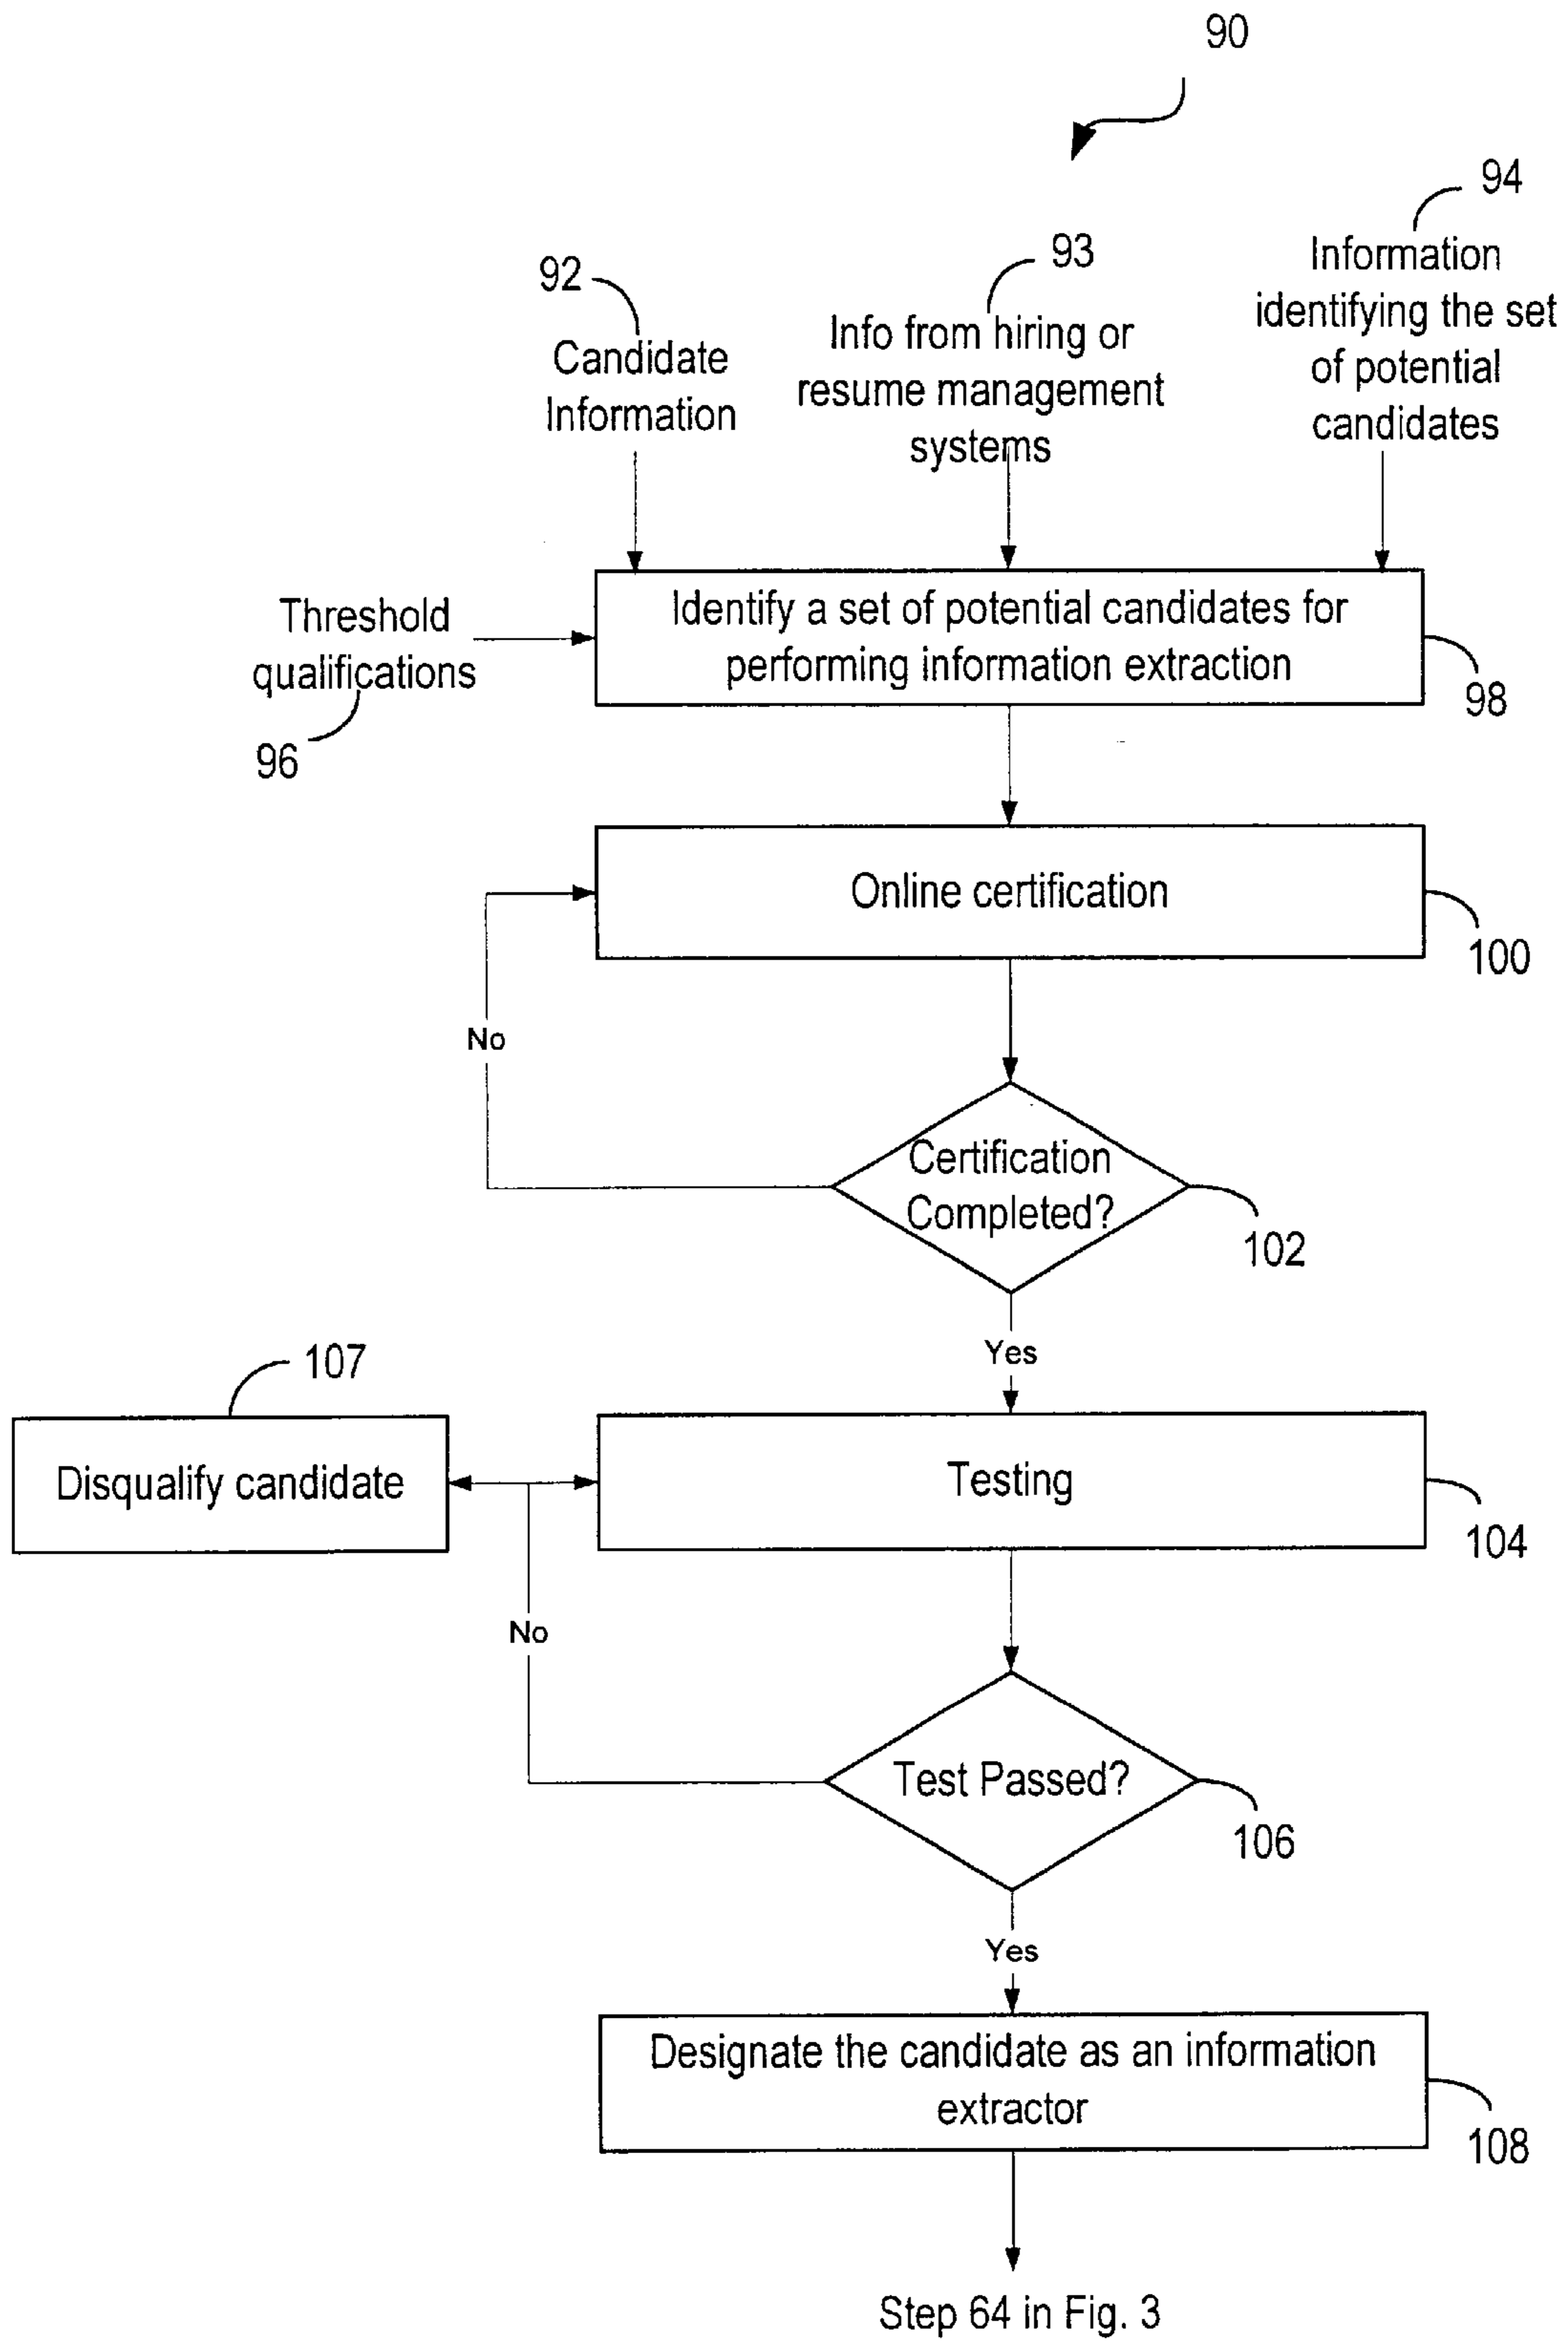 90
94
Information
identifying the set
of potential
candidates
93
Info from hiring or
resume management
systems
92
Candidate
Information
Threshold
qualifications
96
Identify a set of potential candidates for
performing information extraction
98
Online certification
100
No
Certification
Completed?
102
Yes
107
Disqualify candidate
Testing
104
No
Test Passed?
106
Yes
Designate the candidate as an information
extractor
108
Step 64 in Fig. 3